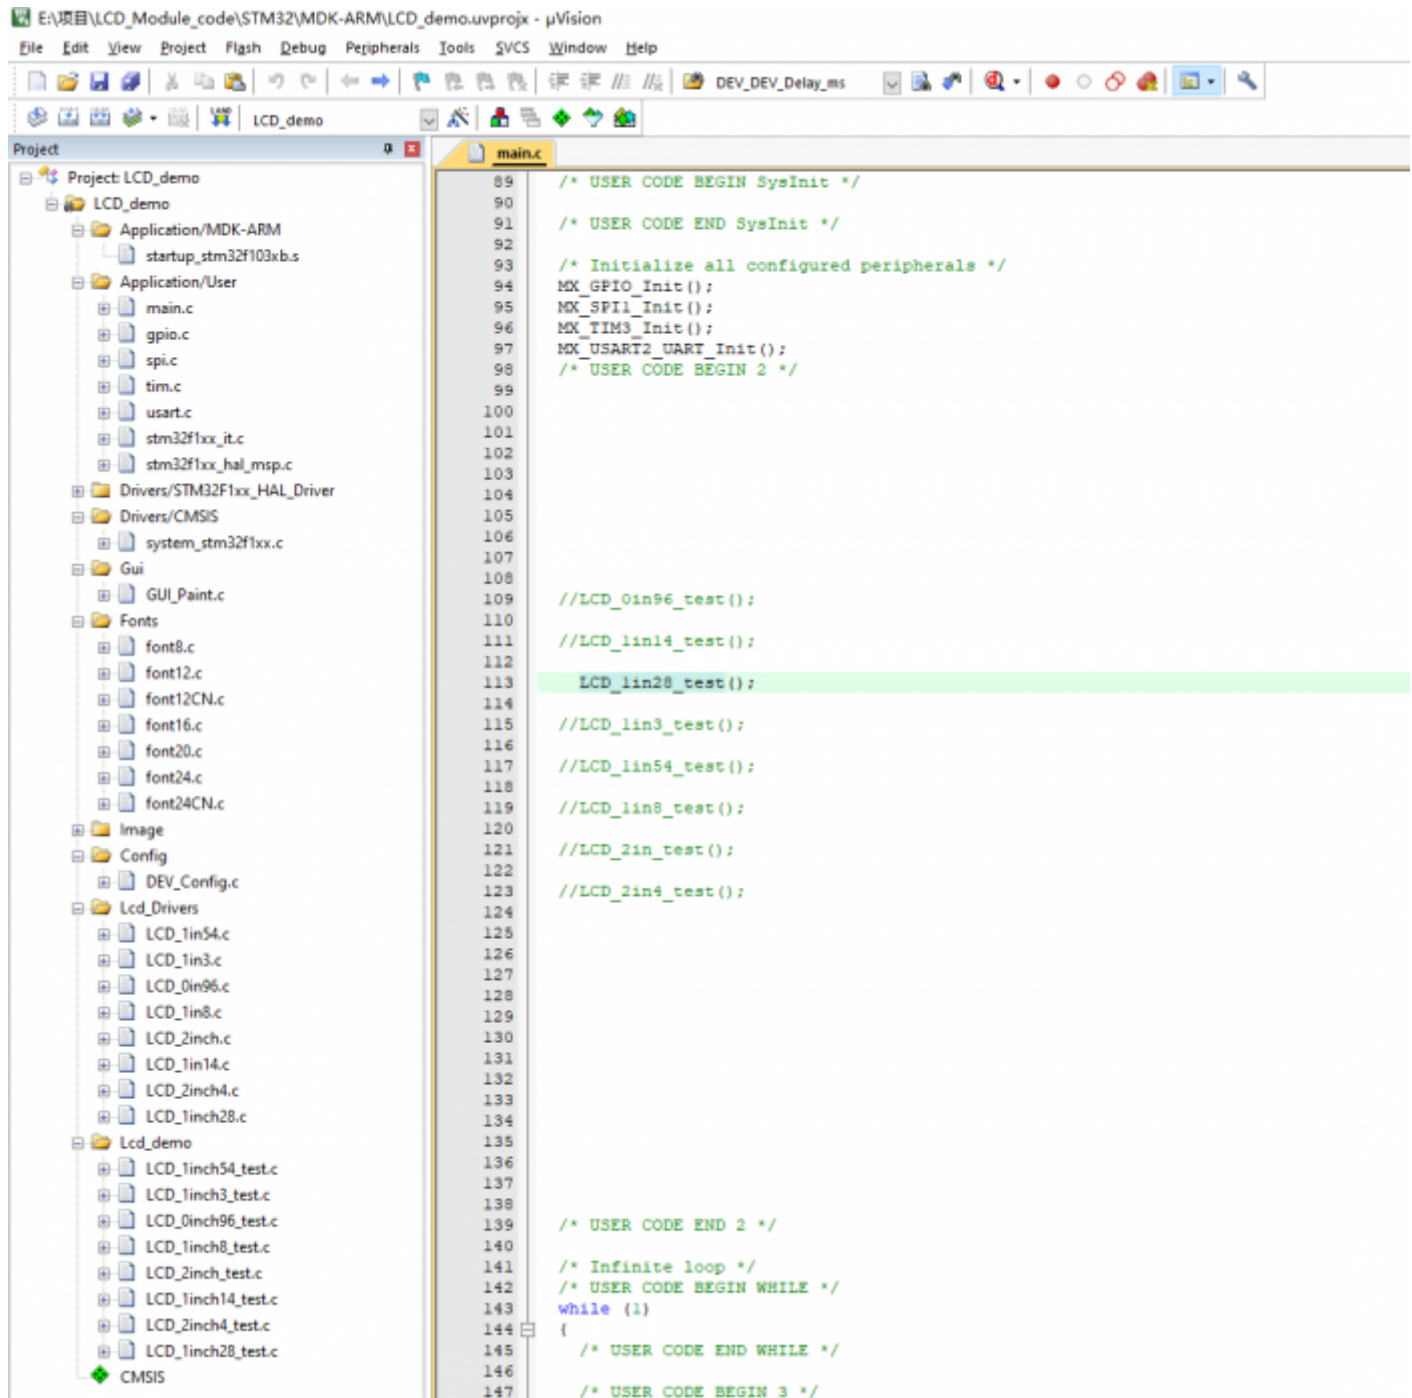 E:\项目\LCD_Module_code\STM32\MDK-ARM\LCD_demo.uvprojx - µVision
File Edit View Project Flash Debug Peripherals Tools SVCS Window Help
DEV_DEV_Delay_ms
LOAD LCD_demo
Project
Project: LCD_demo
LCD_demo
Application/MDK-ARM
startup_stm32f103xb.s
Application/User
main.c
gpio.c
spi.c
tim.c
usart.c
stm32f1xx_it.c
stm32f1xx_hal_msp.c
Drivers/STM32F1xx_HAL_Driver
Drivers/CMSIS
system_stm32f1xx.c
Gui
GUI_Paint.c
Fonts
font8.c
font12.c
font12CN.c
font16.c
font20.c
font24.c
font24CN.c
Image
Config
DEV_Config.c
Lcd_Drivers
LCD_1in54.c
LCD_1in3.c
LCD_0in96.c
LCD_1in8.c
LCD_2inch.c
LCD_1in14.c
LCD_2inch4.c
LCD_1inch28.c
Lcd_demo
LCD_1inch54_test.c
LCD_1inch3_test.c
LCD_0inch96_test.c
LCD_1inch8_test.c
LCD_2inch_test.c
LCD_1inch14_test.c
LCD_2inch4_test.c
LCD_1inch28_test.c
CMSIS
main.c
89 /* USER CODE BEGIN SysInit */
90
91 /* USER CODE END SysInit */
92
93 /* Initialize all configured peripherals */
94 MX_GPIO_Init();
95 MX_SPI1_Init();
96 MX_TIM3_Init();
97 MX_USART2_UART_Init();
98 /* USER CODE BEGIN 2 */
99
100
101
102
103
104
105
106
107
108
109 //LCD_0in96_test();
110
111 //LCD_1in14_test();
112
113 LCD_1in28_test();
114
115 //LCD_1in3_test();
116
117 //LCD_1in54_test();
118
119 //LCD_1in8_test();
120
121 //LCD_2in_test();
122
123 //LCD_2in4_test();
124
125
126
127
128
129
130
131
132
133
134
135
136
137
138
139 /* USER CODE END 2 */
140
141 /* Infinite loop */
142 /* USER CODE BEGIN WHILE */
143 while (1)
144 {
145 /* USER CODE END WHILE */
146
147 /* USER CODE BEGIN 3 */